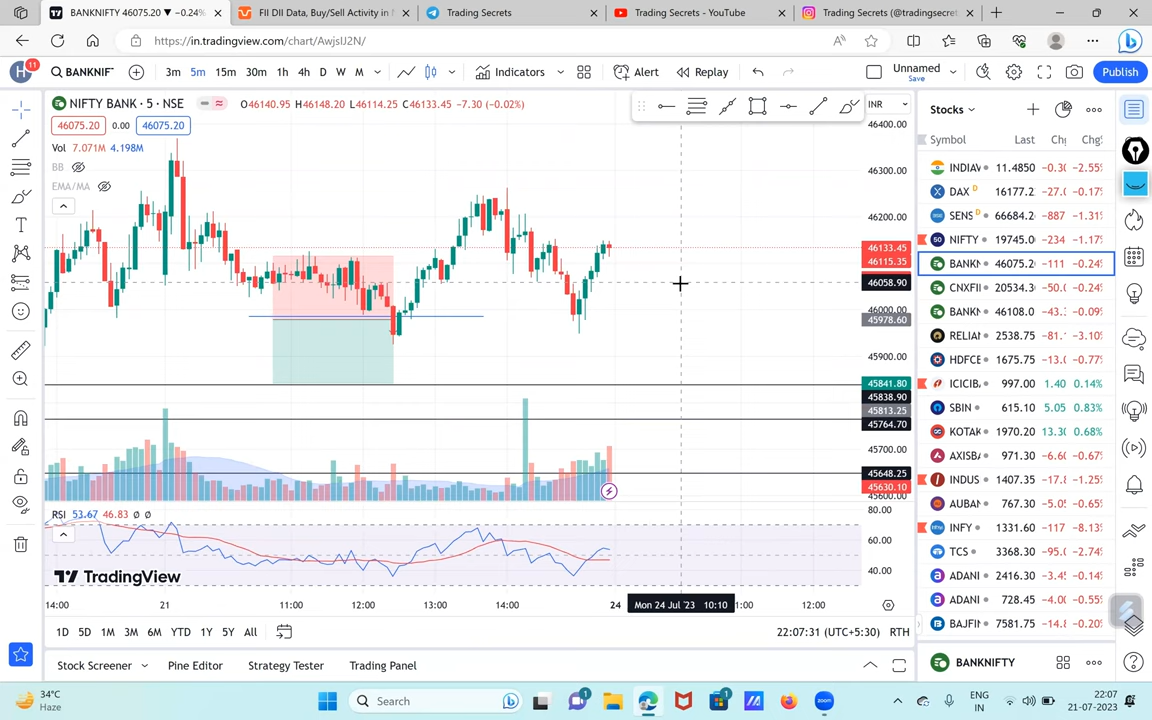 BANKNIFTY 46075.20 ▼ −0.24%
FII DII Data, Buy/Sell Activity in
Trading Secrets
Trading Secrets - YouTube
Trading Secrets (@tradingsecret
https://in.tradingview.com/chart/AwjsIJ2N/
H 11
BANKNIF
3m 5m 15m 30m 1h 4h D W M
Indicators
Alert
Replay
Unnamed
Save
Publish
NIFTY BANK · 5 · NSE
O46140.95 H46148.20 L46114.25 C46133.45 −7.30 (−0.02%)
INR
46075.20 0.00 46075.20
Vol 7.071M 4.198M
BB
EMA/MA
46400.00
46300.00
46200.00
46133.45
46115.35
46058.90
46000.00
45978.60
45900.00
45841.80
45838.90
45813.25
45764.70
45700.00
45648.25
45630.10
45600.00
RSI 53.67 46.83 ∅ ∅
80.00
60.00
40.00
TradingView
14:00 21 11:00 12:00 13:00 14:00 24 Mon 24 Jul '23 10:10 1:00 12:00
1D 5D 1M 3M 6M YTD 1Y 5Y All
22:07:31 (UTC+5:30) RTH
Stock Screener Pine Editor Strategy Tester Trading Panel
Stocks
Symbol Last Chg Chg%
INDIAV 11.4850 -0.30 -2.55%
DAX D 16177.2 -27.0 -0.17%
SENS D 66684.2 -887 -1.31%
NIFTY 19745.00 -234 -1.17%
BANKN 46075.20 -111 -0.24%
CNXFII 20534.3 -50.0 -0.24%
BANKN 46108.0 -43. -0.09%
RELIAN 2538.75 -81. -3.10%
HDFCE 1675.75 -13.0 -0.77%
ICICIB 997.00 1.40 0.14%
SBIN 615.10 5.05 0.83%
KOTAK 1970.20 13.30 0.68%
AXISBA 971.30 -6.60 -0.67%
INDUS 1407.35 -17.8 -1.25%
AUBAN 767.30 -5.05 -0.65%
INFY 1331.60 -117 -8.13%
TCS 3368.30 -95.0 -2.74%
ADANI 2416.30 -3.45 -0.14%
ADANI 728.45 -4.00 -0.55%
BAJFIN 7581.75 -14.8 -0.20%
BANKNIFTY
34°C
Haze
Search
zoom
ENG
IN
22:07
21-07-2023